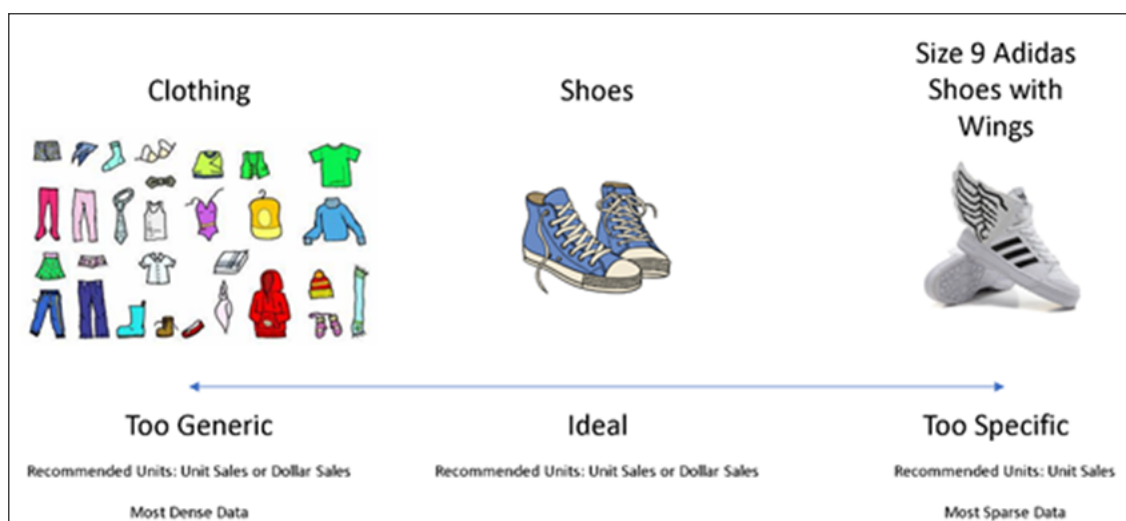 Clothing
Shoes
Size 9 Adidas
Shoes with
Wings
Too Generic
Ideal
Too Specific
Recommended Units: Unit Sales or Dollar Sales
Recommended Units: Unit Sales or Dollar Sales
Recommended Units: Unit Sales
Most Dense Data
Most Sparse Data